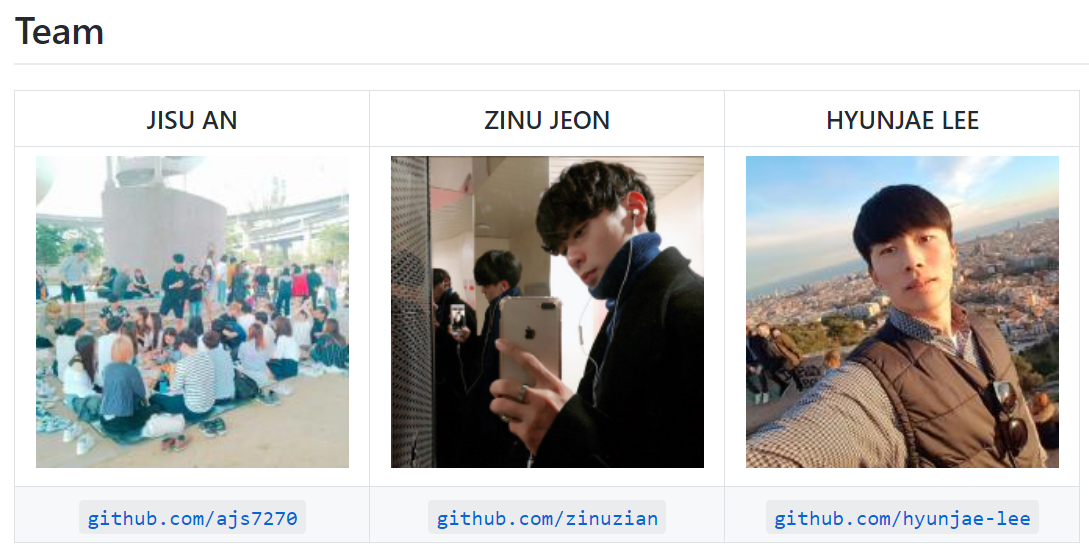 Team
JISU AN ZINU JEON HYUNJAE LEE
github.com/ajs7270 github.com/zinuzian github.com/hyunjae-lee